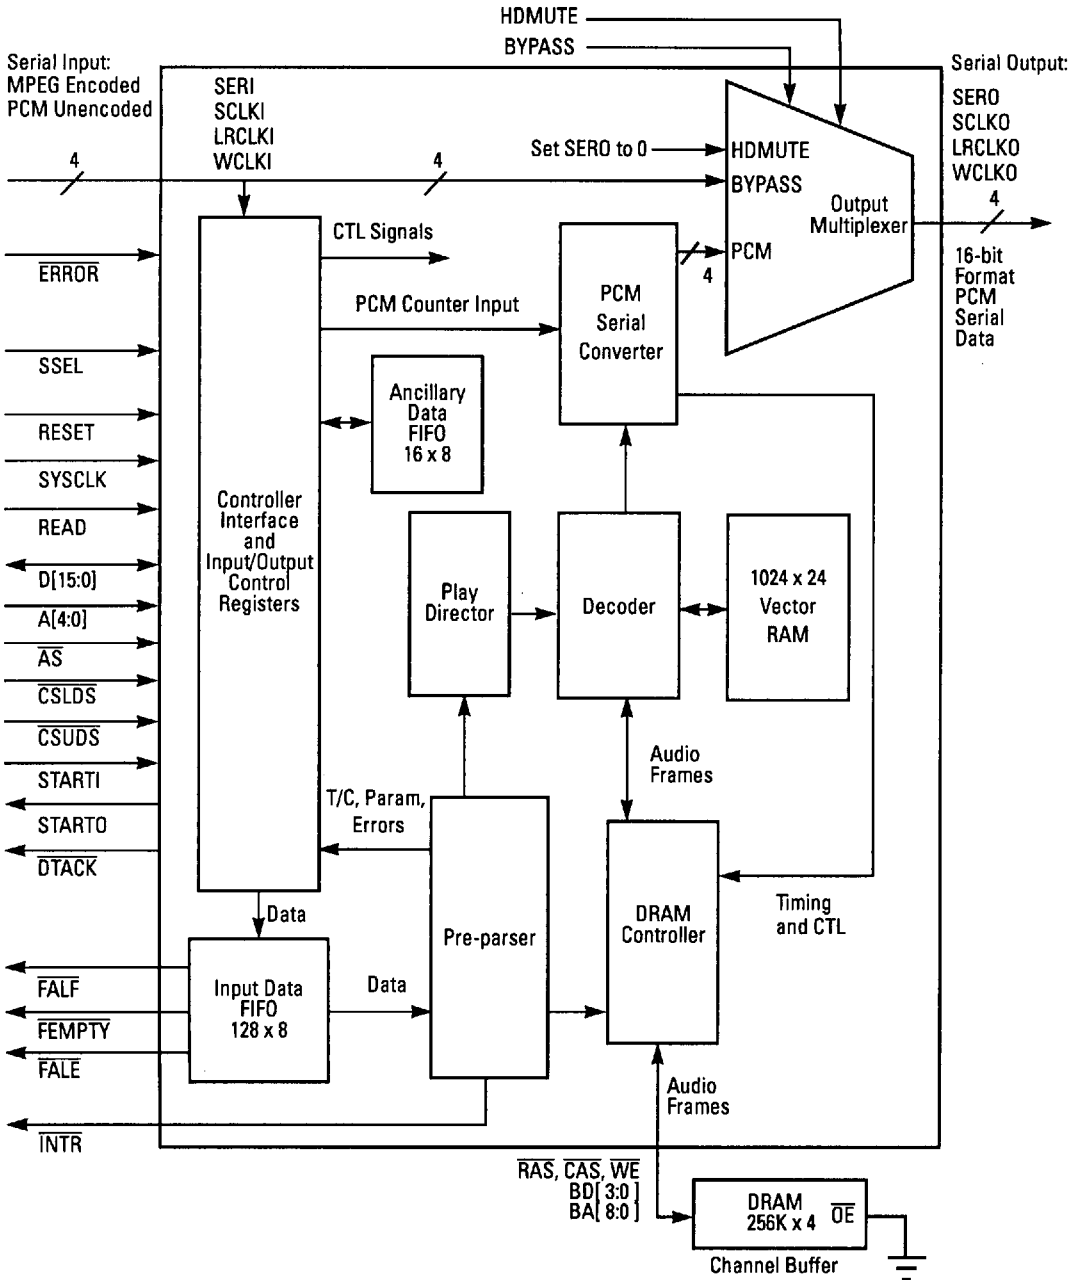 HDMUTE
BYPASS
Serial Input:
MPEG Encoded
PCM Unencoded
SERI
SCLKI
LRCLKI
WCLKI
Serial Output:
SERO
SCLKO
LRCLKO
WCLKO
4
4
Set SERO to 0
HDMUTE
BYPASS
Output
Multiplexer
4
PCM
4
16-bit
Format
PCM
Serial
Data
CTL Signals
PCM Counter Input
PCM
Serial
Converter
ERROR
SSEL
RESET
SYSCLK
READ
D[15:0]
A[4:0]
AS
CSLDS
CSUDS
STARTI
STARTO
DTACK
Ancillary
Data
FIFO
16 x 8
Controller
Interface
and
Input/Output
Control
Registers
Play
Director
Decoder
1024 x 24
Vector
RAM
Audio
Frames
T/C, Param,
Errors
Pre-parser
DRAM
Controller
Timing
and CTL
Data
Input Data
FIFO
128 x 8
Data
FALF
FEMPTY
FALE
INTR
Audio
Frames
RAS, CAS, WE
BD[ 3:0 ]
BA[ 8:0 ]
DRAM
256K x 4
OE
Channel Buffer